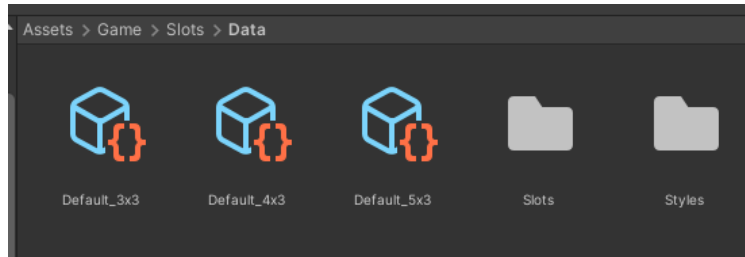 Assets > Game > Slots > Data
Default_3x3
Default_4x3
Default_5x3
Slots
Styles